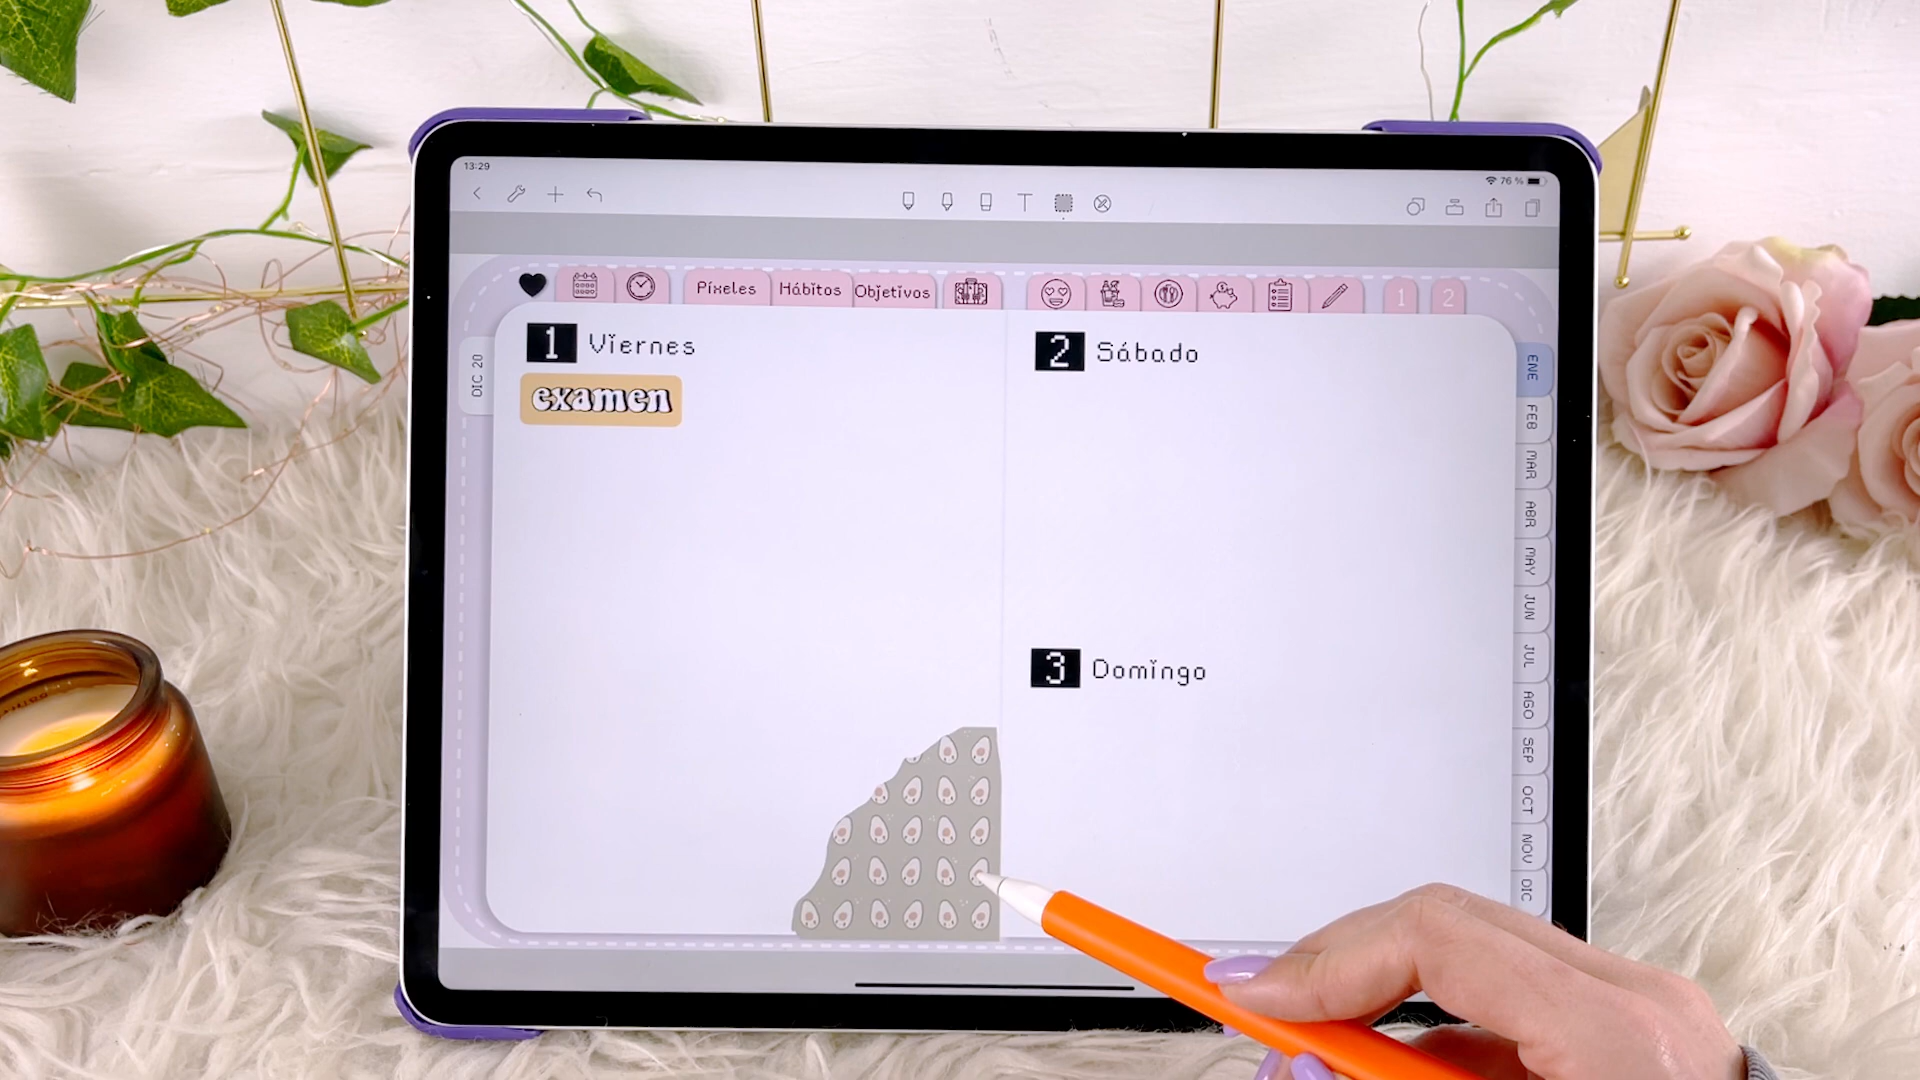 13:29
76 %
Píxeles Hábitos Objetivos
1 2
DIC 20
1 Viernes
examen
2 Sábado
3 Domingo
ENE
FEB
MAR
ABR
MAY
JUN
JUL
AGO
SEP
OCT
NOV
DIC